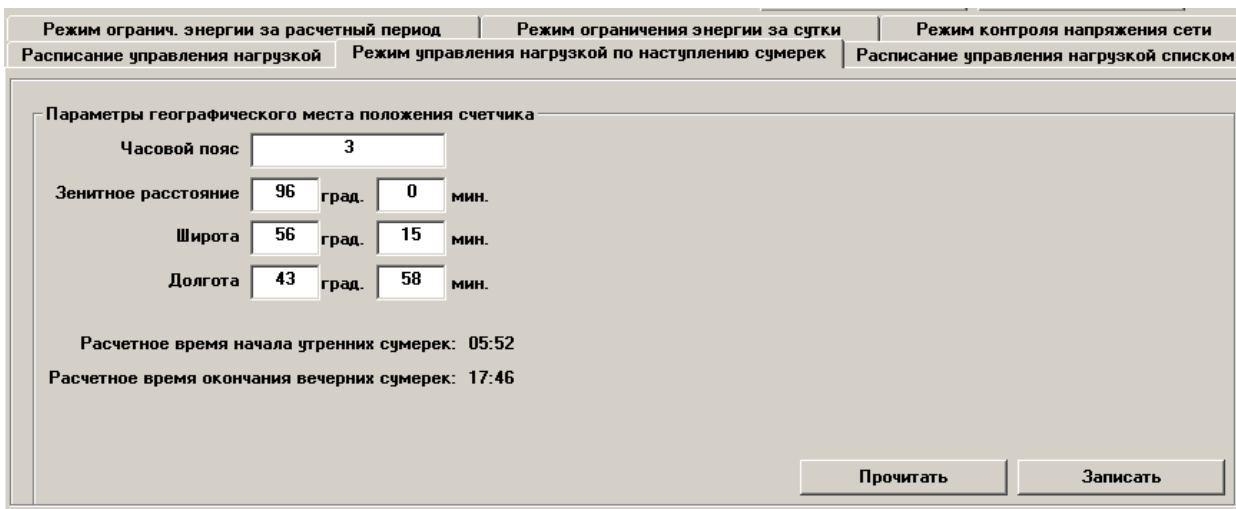 Режим огранич. энергии за расчетный период Режим ограничения энергии за сутки Режим контроля напряжения сети
Расписание управления нагрузкой Режим управления нагрузкой по наступлению сумерек Расписание управления нагрузкой списком
Параметры географического места положения счетчика
Часовой пояс 3
Зенитное расстояние 96 град. 0 мин.
Широта 56 град. 15 мин.
Долгота 43 град. 58 мин.
Расчетное время начала утренних сумерек: 05:52
Расчетное время окончания вечерних сумерек: 17:46
Прочитать Записать